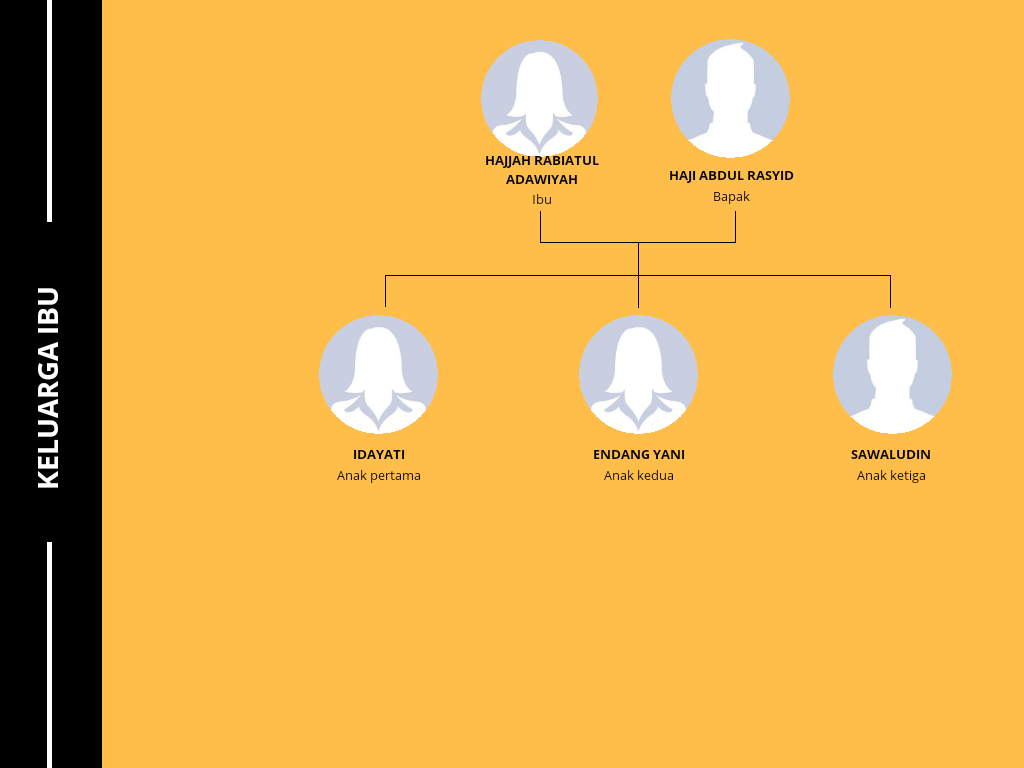 KELUARGA IBU
HAJJAH RABIATUL
ADAWIYAH
Ibu
HAJI ABDUL RASYID
Bapak
IDAYATI
Anak pertama
ENDANG YANI
Anak kedua
SAWALUDIN
Anak ketiga